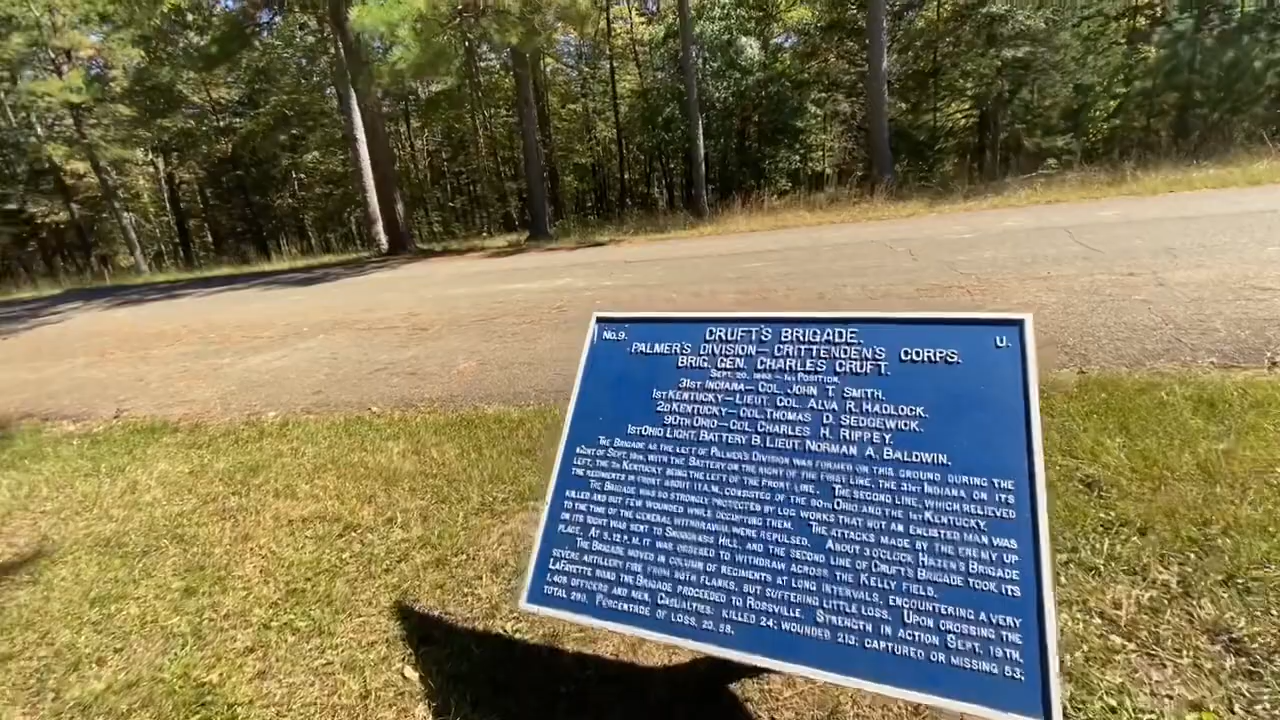 No. 9. U.
CRUFT'S BRIGADE.
PALMER'S DIVISION—CRITTENDEN'S CORPS.
BRIG. GEN. CHARLES CRUFT.
SEPT. 20, 1863 – 1st POSITION.
31ST INDIANA—COL. JOHN T. SMITH.
1ST KENTUCKY—LIEUT. COL. ALVA R. HADLOCK.
2D KENTUCKY—COL. THOMAS D. SEDGEWICK.
90TH OHIO—COL. CHARLES H. RIPPEY.
1ST OHIO LIGHT, BATTERY B, LIEUT. NORMAN A. BALDWIN.
THE BRIGADE AS THE LEFT OF PALMER'S DIVISION WAS FORMED ON THIS GROUND DURING THE
NIGHT OF SEPT. 19TH, WITH THE BATTERY ON THE RIGHT OF THE FIRST LINE, THE 31ST INDIANA ON ITS
LEFT, THE 2D KENTUCKY BEING THE LEFT OF THE FRONT LINE. THE SECOND LINE, WHICH RELIEVED
THE REGIMENTS IN FRONT ABOUT 11 A.M., CONSISTED OF THE 90TH OHIO AND THE 1ST KENTUCKY.
THE BRIGADE WAS SO STRONGLY PROTECTED BY LOG WORKS THAT NOT AN ENLISTED MAN WAS
KILLED AND BUT FEW WOUNDED WHILE OCCUPYING THEM. THE ATTACKS MADE BY THE ENEMY UP
TO THE TIME OF THE GENERAL WITHDRAWAL WERE REPULSED. ABOUT 3 O'CLOCK HAZEN'S BRIGADE
ON ITS RIGHT WAS SENT TO SNODGRASS HILL, AND THE SECOND LINE OF CRUFT'S BRIGADE TOOK ITS
PLACE. AT 5.12 P.M. IT WAS ORDERED TO WITHDRAW ACROSS THE KELLY FIELD.
THE BRIGADE MOVED IN COLUMN OF REGIMENTS AT LONG INTERVALS, ENCOUNTERING A VERY
SEVERE ARTILLERY FIRE FROM BOTH FLANKS, BUT SUFFERING LITTLE LOSS. UPON CROSSING THE
LAFAYETTE ROAD THE BRIGADE PROCEEDED TO ROSSVILLE. STRENGTH IN ACTION SEPT. 19TH,
1,408 OFFICERS AND MEN. CASUALTIES: KILLED 24; WOUNDED 213; CAPTURED OR MISSING 53;
TOTAL 290. PERCENTAGE OF LOSS, 20.58.